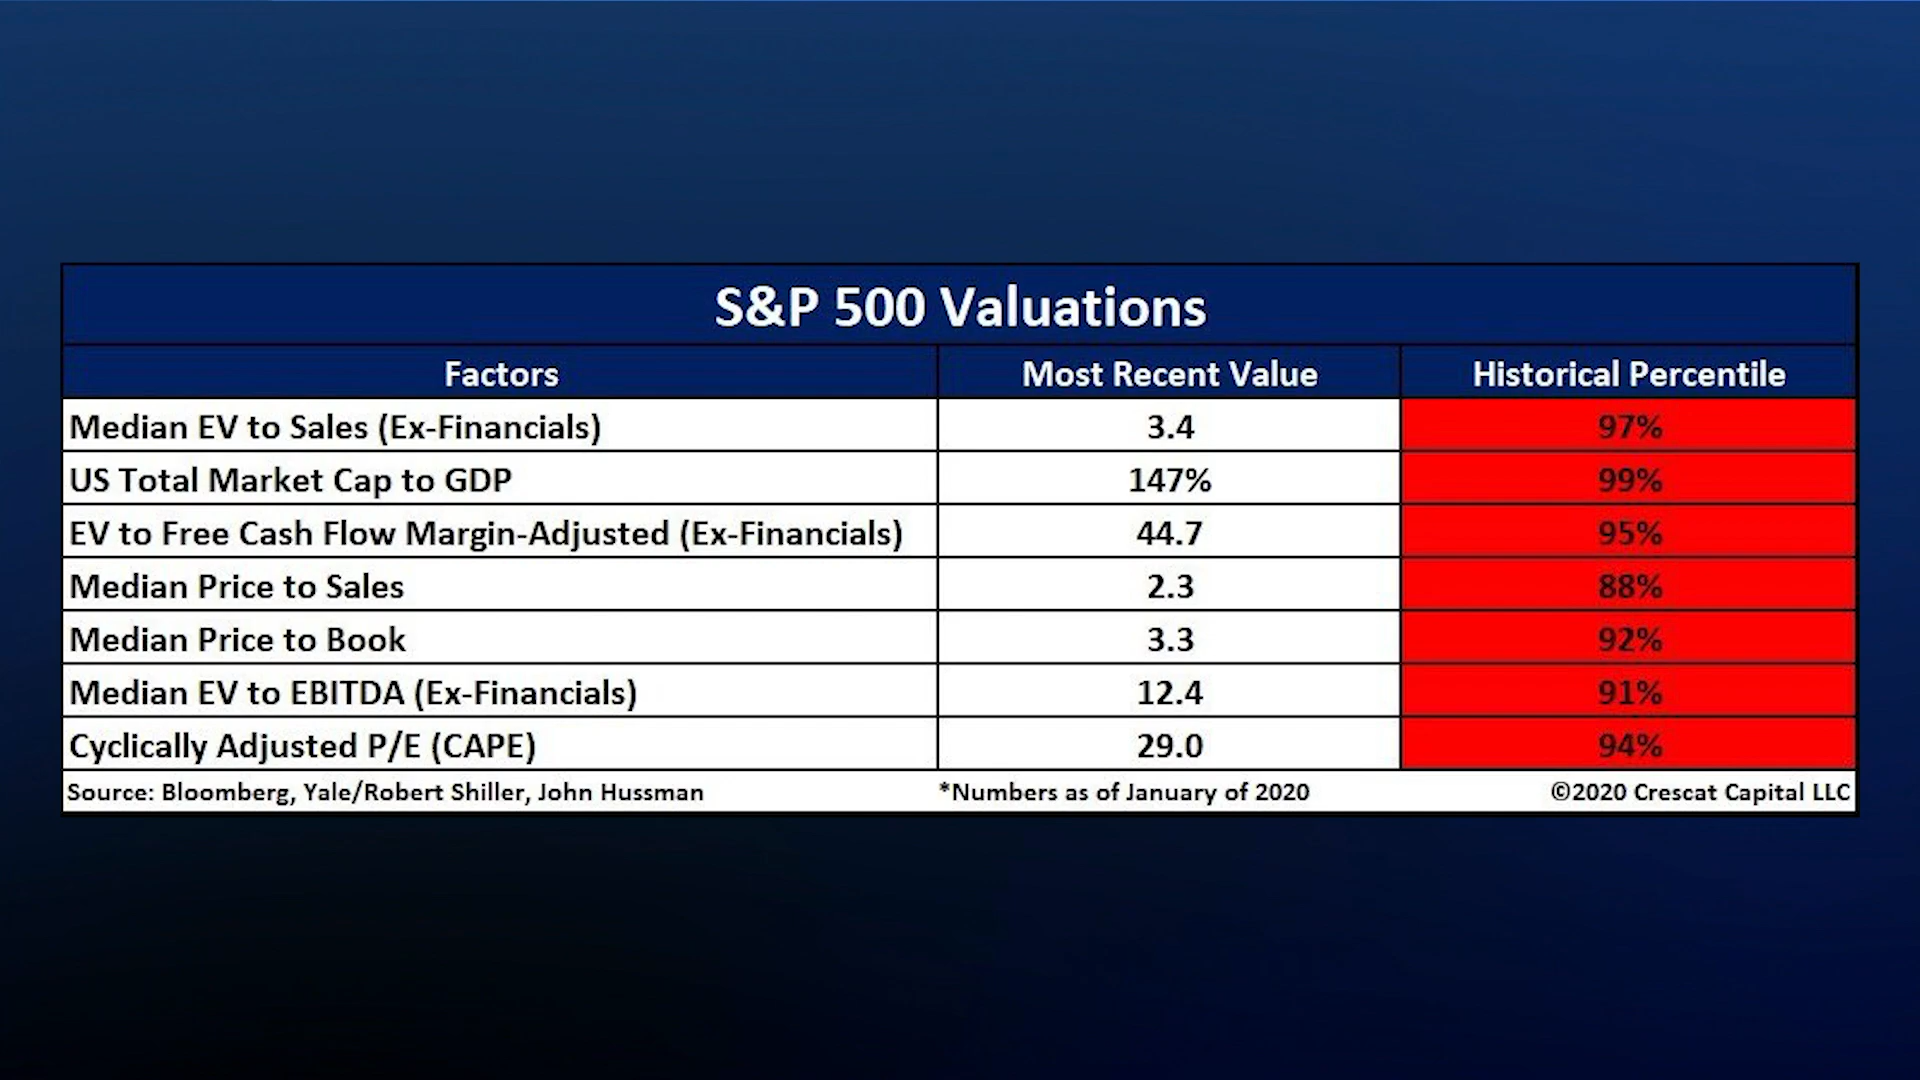 S&P 500 Valuations
Factors Most Recent Value Historical Percentile
Median EV to Sales (Ex-Financials) 3.4 97%
US Total Market Cap to GDP 147% 99%
EV to Free Cash Flow Margin-Adjusted (Ex-Financials) 44.7 95%
Median Price to Sales 2.3 88%
Median Price to Book 3.3 92%
Median EV to EBITDA (Ex-Financials) 12.4 91%
Cyclically Adjusted P/E (CAPE) 29.0 94%
Source: Bloomberg, Yale/Robert Shiller, John Hussman *Numbers as of January of 2020 ©2020 Crescat Capital LLC